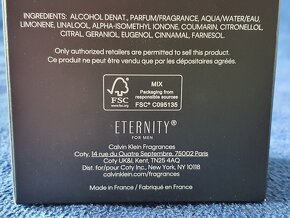 INGREDIENTS: ALCOHOL DENAT., PARFUM/FRAGRANCE, AQUA/WATER/EAU,
LIMONENE, LINALOOL, ALPHA-ISOMETHYL IONONE, COUMARIN, CITRONELLOL,
CITRAL, GERANIOL, EUGENOL, CINNAMAL, FARNESOL.
Only authorized retailers are permitted to sell this product.
Ce produit ne peut être vendu que par les dépositaires agréés.
FSC
www.fsc.org
MIX
Packaging from
responsible sources
FSC® C095135
ETERNITY®
FOR MEN
Calvin Klein Fragrances
Coty, 14 rue du Quatre Septembre, 75002 Paris
Coty UK&I, Kent, TN25 4AQ
Dist. for/pour Coty Inc., New York, NY 10118
calvinklein.com/fragrances
Made in France / Fabriqué en France